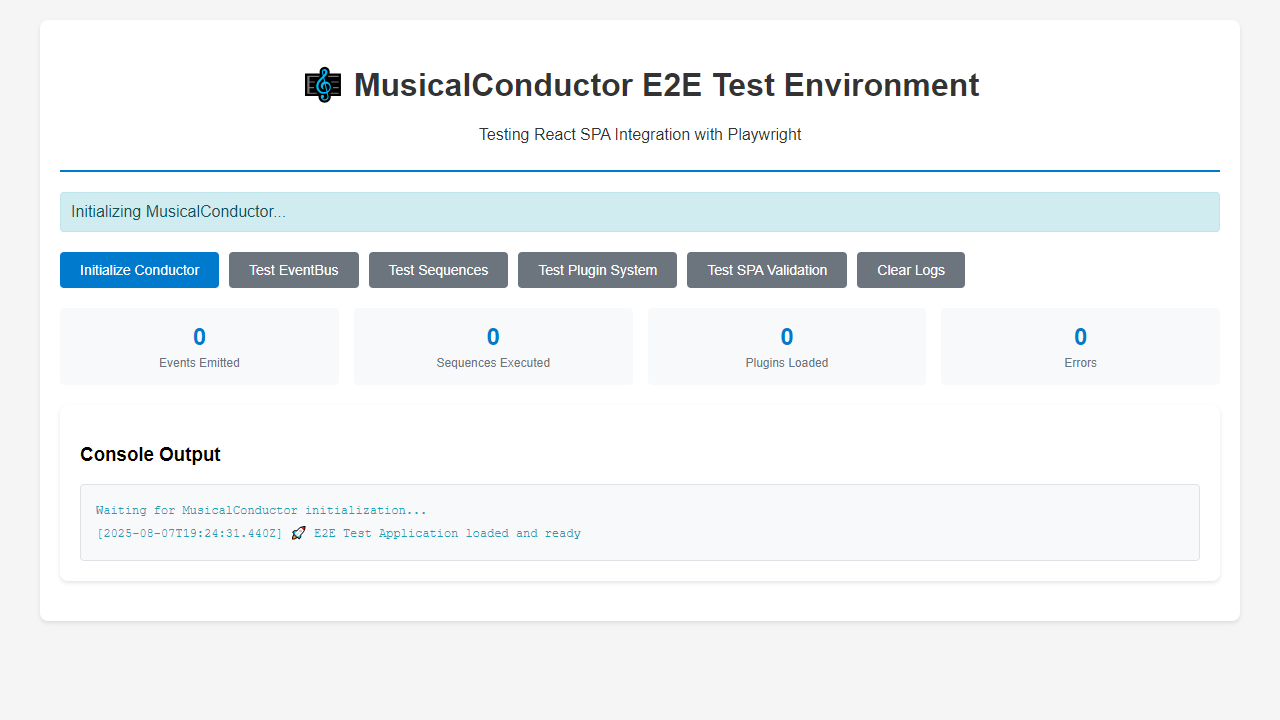 MusicalConductor E2E Test Environment
Testing React SPA Integration with Playwright
Initializing MusicalConductor...
Initialize Conductor Test EventBus Test Sequences Test Plugin System Test SPA Validation Clear Logs
0 0 0 0
Events Emitted Sequences Executed Plugins Loaded Errors
Console Output
Waiting for MusicalConductor initialization...
[2025-08-07T19:24:31.440Z] 🚀 E2E Test Application loaded and ready